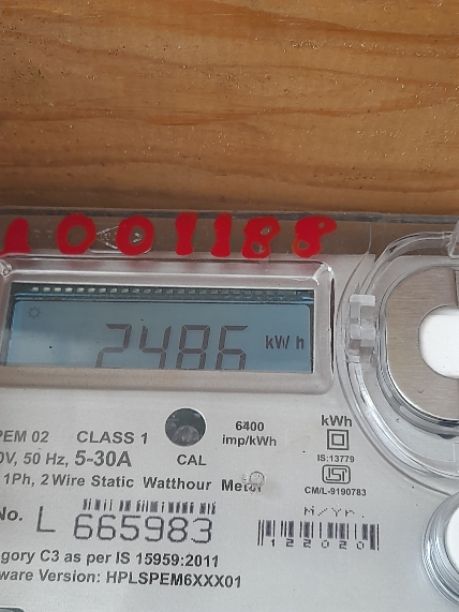 1001188
2486 kWh
PEM 02 CLASS 1
0V, 50 Hz, 5-30A
1Ph, 2 Wire Static Watthour Meter
CAL
6400
imp/kWh
kWh
IS:13779
ISI
CM/L-9190783
No. L 665983
M/Yr.
122020
gory C3 as per IS 15959:2011
ware Version: HPLSPEM6XXX01